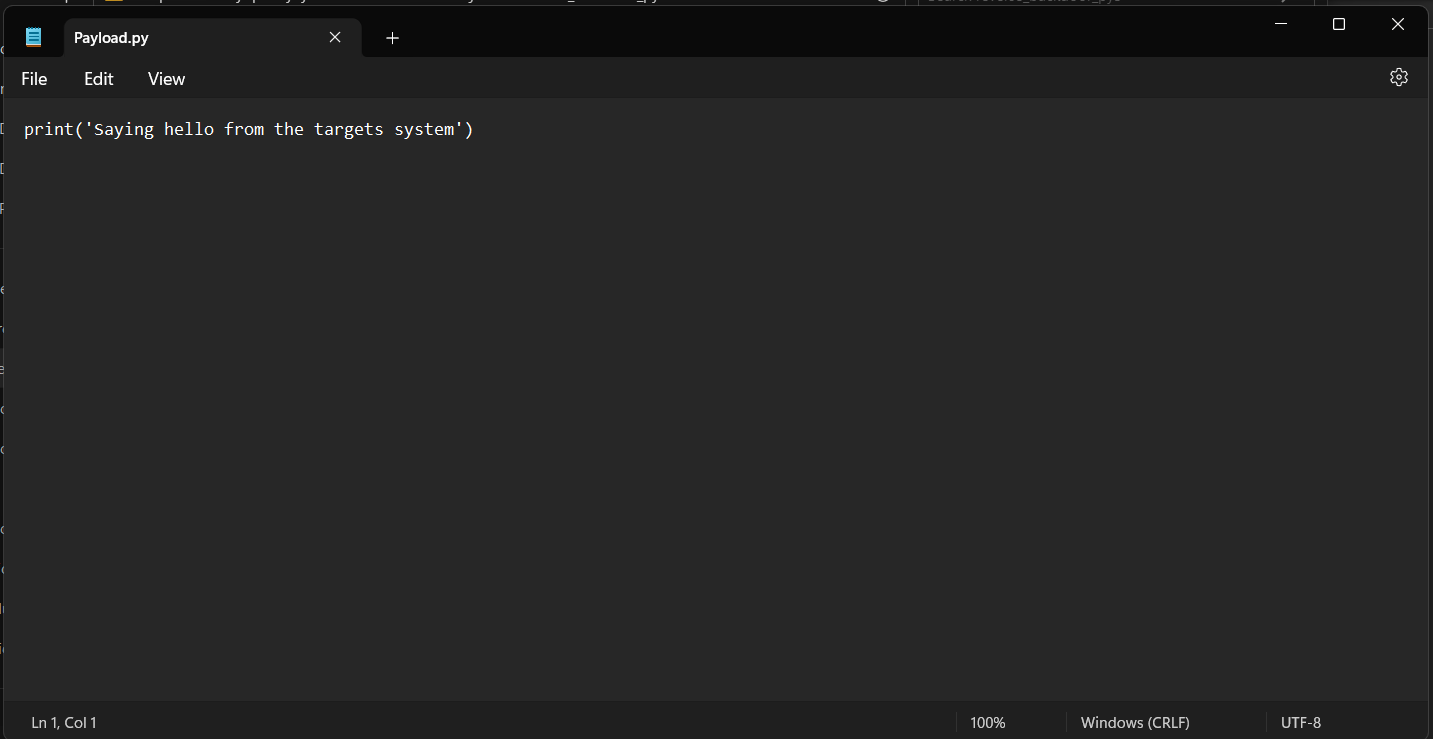 Payload.py
File Edit View
print('Saying hello from the targets system')
Ln 1, Col 1 100% Windows (CRLF) UTF-8